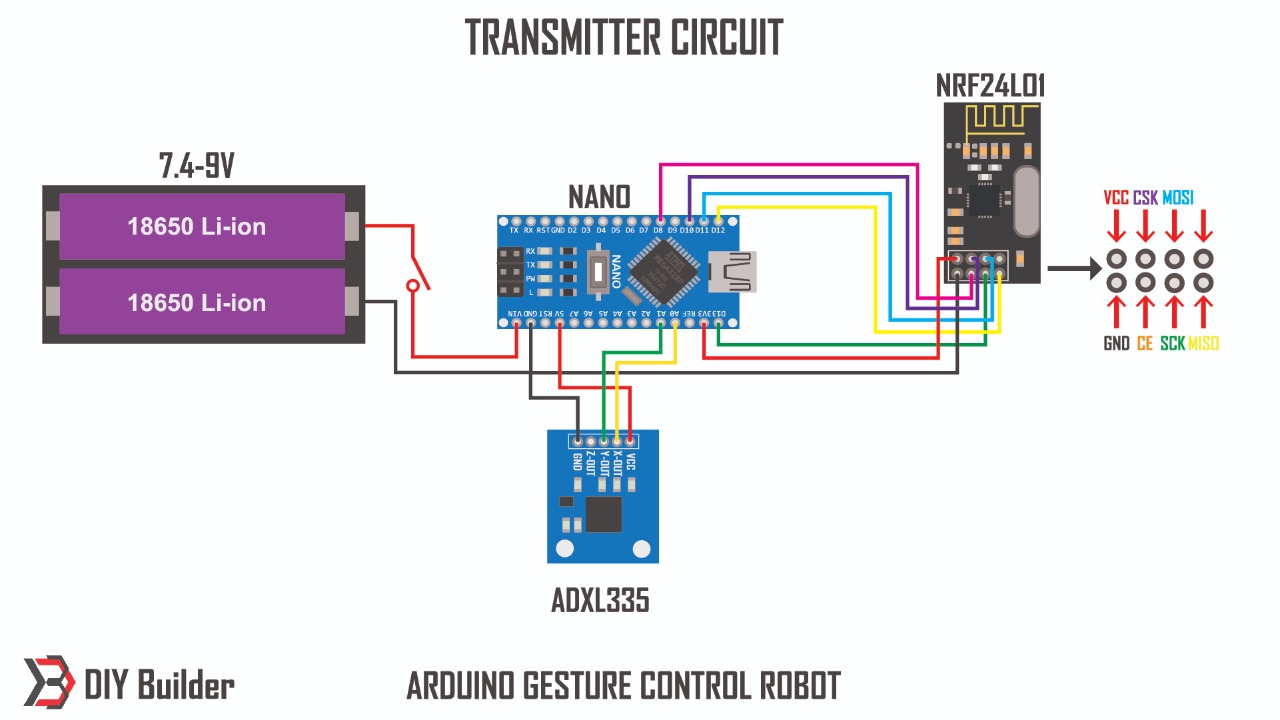 TRANSMITTER CIRCUIT
NRF24L01
7.4-9V
18650 Li-ion
18650 Li-ion
NANO
TX RX RST GND D2 D3 D4 D5 D6 D7 D8 D9 D10 D11 D12
RX
TX
PW
L
NANO
VIN GND RST 5V A7 A6 A5 A4 A3 A2 A1 A0 REF 3V3 D13
VCC CSK MOSI
GND CE SCK MISO
GND Z-OUT Y-OUT X-OUT VCC
ADXL335
DIY Builder
ARDUINO GESTURE CONTROL ROBOT